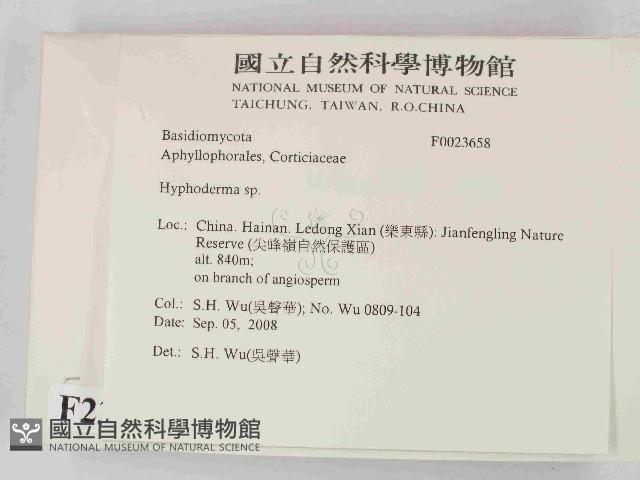 國立自然科學博物館
NATIONAL MUSEUM OF NATURAL SCIENCE
TAICHUNG, TAIWAN, R.O.CHINA
Basidiomycota F0023658
Aphyllophorales, Corticiaceae
Hyphoderma sp.
Loc.: China. Hainan. Ledong Xian (樂東縣); Jianfengling Nature
Reserve (尖峰嶺自然保護區)
alt. 840m;
on branch of angiosperm
Col.: S.H. Wu(吳聲華); No. Wu 0809-104
Date: Sep. 05, 2008
Det.: S.H. Wu(吳聲華)
F2
國立自然科學博物館
NATIONAL MUSEUM OF NATURAL SCIENCE